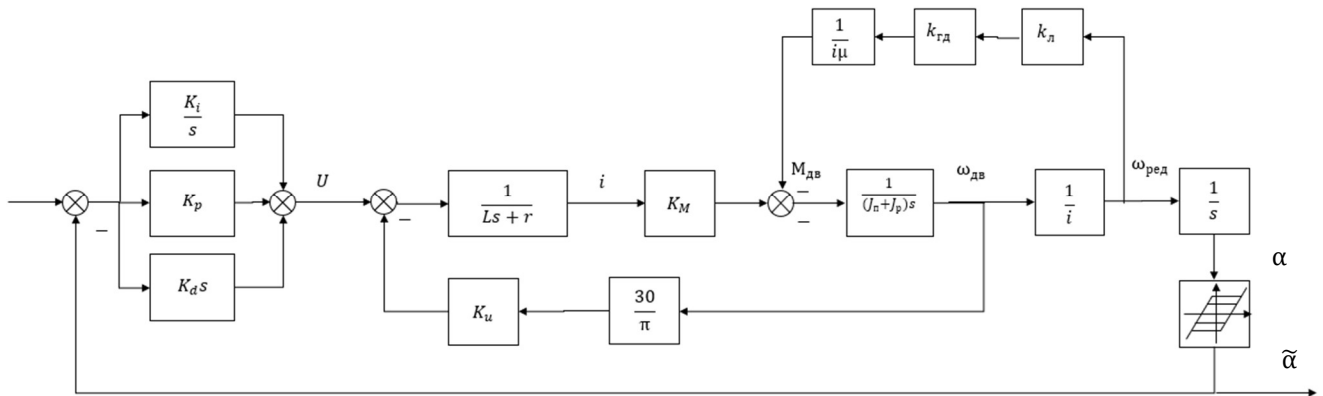 1/(iμ) k_гд k_л
K_i/s
K_p U
K_d s
−
−
1/(Ls + r) i K_M
M_дв − −
1/((J_п+J_р)s) ω_дв
1/i ω_ред
1/s
K_u 30/π
α
α̃